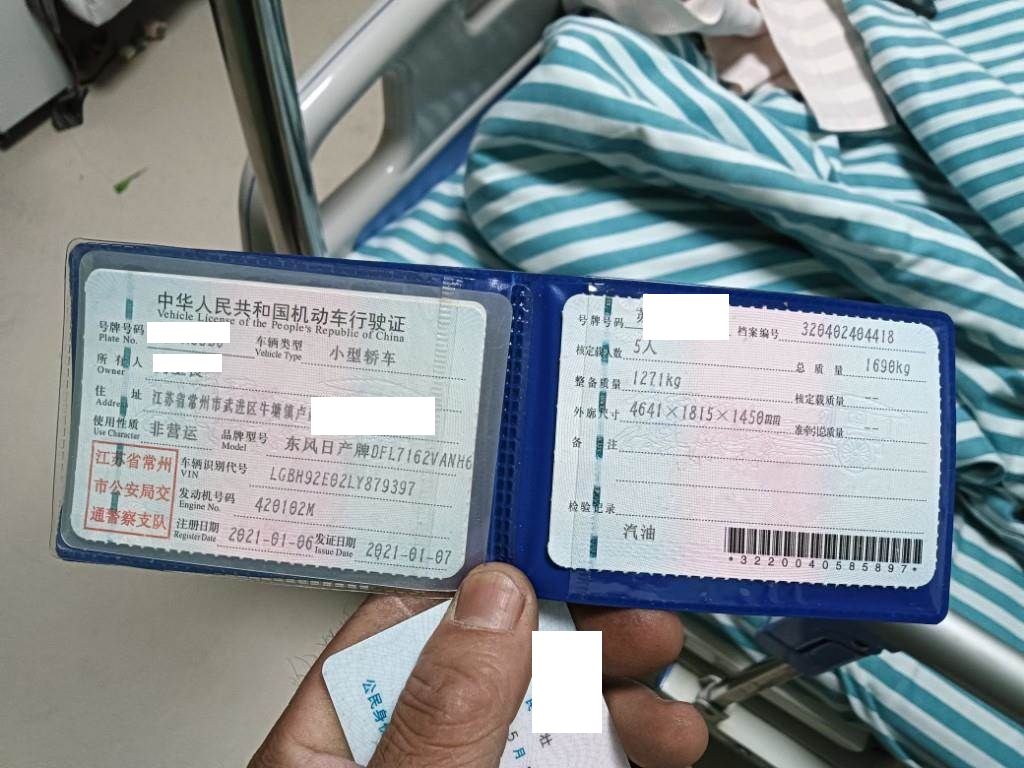 中华人民共和国机动车行驶证
Vehicle License of the People's Republic of China
号牌号码
Plate No.
车辆类型 小型轿车
Vehicle Type
所有人
Owner
住址 江苏省常州市武进区牛塘镇卢
Address
使用性质 非营运
Use Character
品牌型号 东风日产牌DFL7162VANH6
Model
江苏省常州
市公安局交
通警察支队
车辆识别代号 LGBH92E02LY879397
VIN
发动机号码 420102M
Engine No.
注册日期 2021-01-06
Register Date
发证日期 2021-01-07
Issue Date
号牌号码
档案编号 320402404418
核定载人数 5人
总质量 1690kg
整备质量 1271kg
核定载质量 --
外廓尺寸 4641×1815×1450mm
准牵引总质量 --
备注
检验记录
汽油
*3220040585897*
公民身
5 月